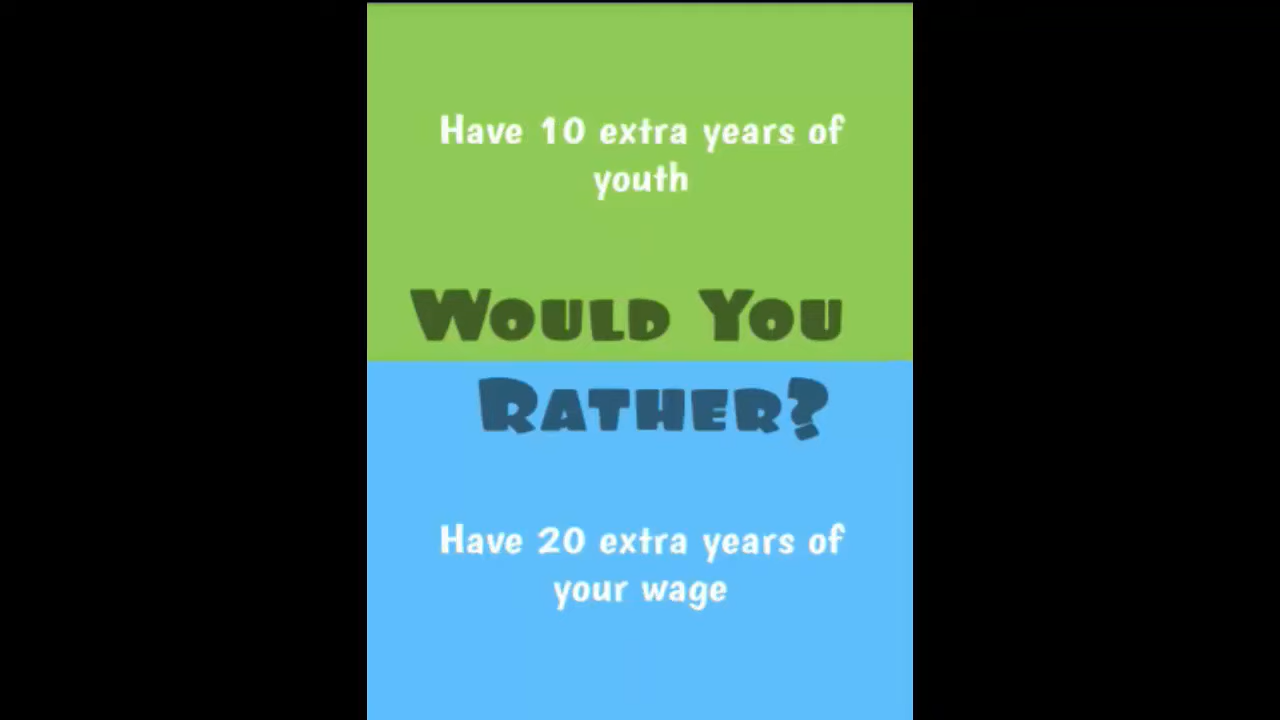 Have 10 extra years of
youth
Would You
Rather?
Have 20 extra years of
your wage